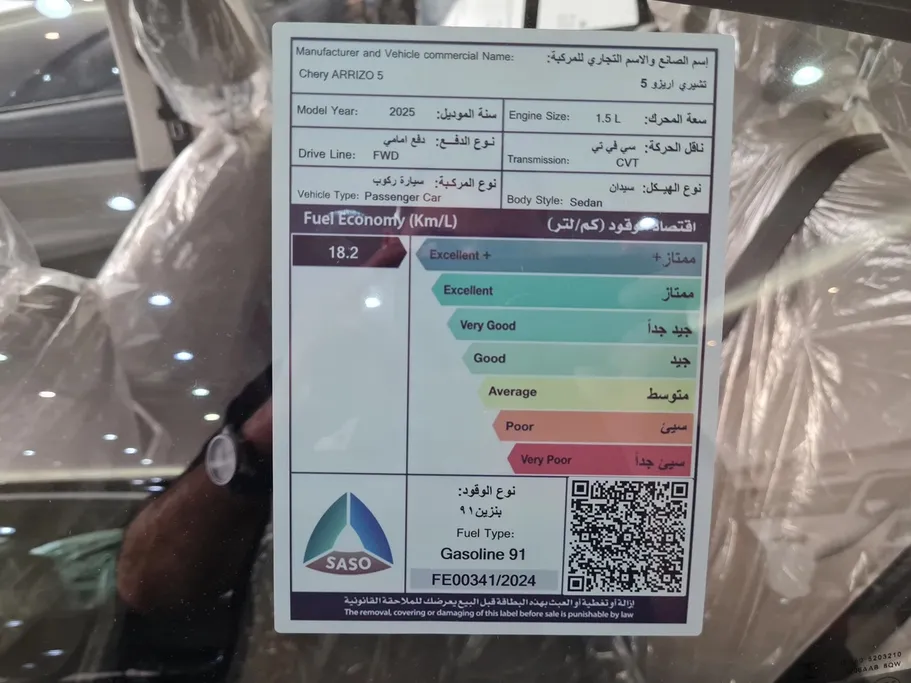 Manufacturer and Vehicle commercial Name: إسم الصانع والاسم التجاري للمركبة:
Chery ARRIZO 5 تشيري اريزو 5
Model Year: 2025 سنة الموديل:
Engine Size: 1.5 L سعة المحرك:
نوع الدفـــع: دفع امامي
Drive Line: FWD
ناقل الحركة: سي في تي
Transmission: CVT
نوع المركـبة: سيارة ركوب
Vehicle Type: Passenger Car
نوع الهيـكل: سيدان
Body Style: Sedan
Fuel Economy (Km/L) اقتصاد وقود (كم/لتر)
18.2
Excellent + ممتاز +
Excellent ممتاز
Very Good جيد جداً
Good جيد
Average متوسط
Poor سيئ
Very Poor سيئ جداً
SASO
نوع الوقود:
بنزين ٩١
Fuel Type:
Gasoline 91
FE00341/2024
إزالة أو تغطية أو العبث بهذه البطاقة قبل البيع يعرضك للملاحقة القانونية
The removal, covering or damaging of this label before sale is punishable by law